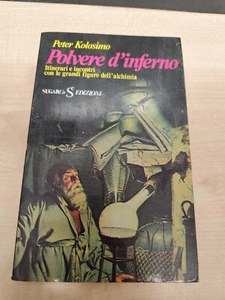 Peter Kolosimo
Polvere d'inferno
Itinerari e incontri
con le grandi figure dell'alchimia
SUGARCo S EDIZIONI